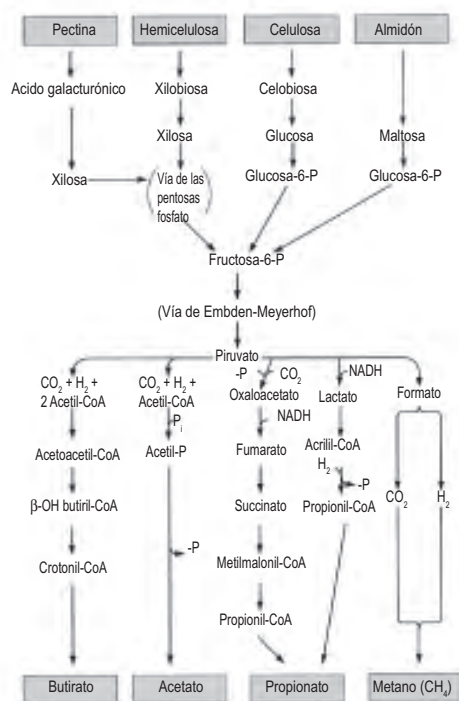 Pectina Hemicelulosa Celulosa Almidón
Acido galacturónico Xilobiosa Celobiosa
Xilosa Glucosa Maltosa
Xilosa (Vía de las pentosas fosfato) Glucosa-6-P Glucosa-6-P
Fructosa-6-P
(Vía de Embden-Meyerhof)
Piruvato
CO2 + H2 + 2 Acetil-CoA
CO2 + H2 + Acetil-CoA
-P CO2
Oxaloacetato
NADH
Lactato
Formato
Pi
NADH
Acetoacetil-CoA Acetil-P Fumarato
Acrilil-CoA
H2
-P
β-OH butiril-CoA Succinato Propionil-CoA
CO2 H2
Crotonil-CoA
-P
Metilmalonil-CoA
Propionil-CoA
Butirato Acetato Propionato Metano (CH4)